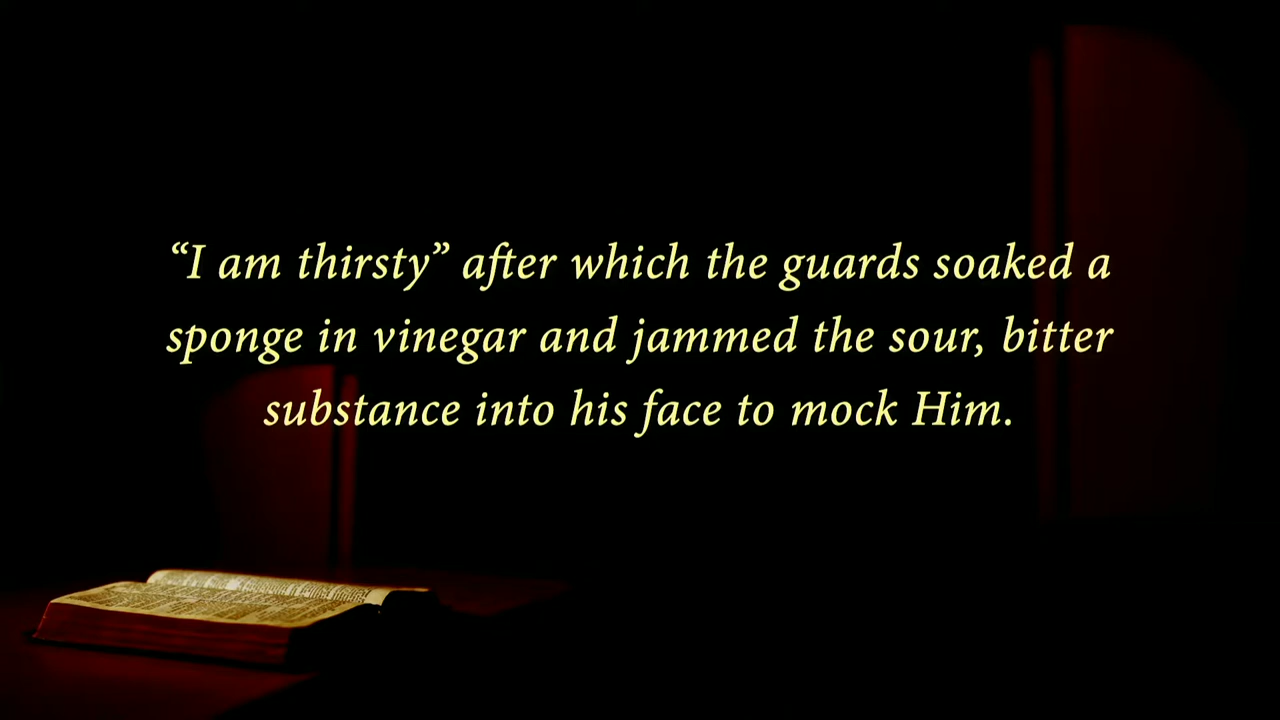 “I am thirsty” after which the guards soaked a
sponge in vinegar and jammed the sour, bitter
substance into his face to mock Him.